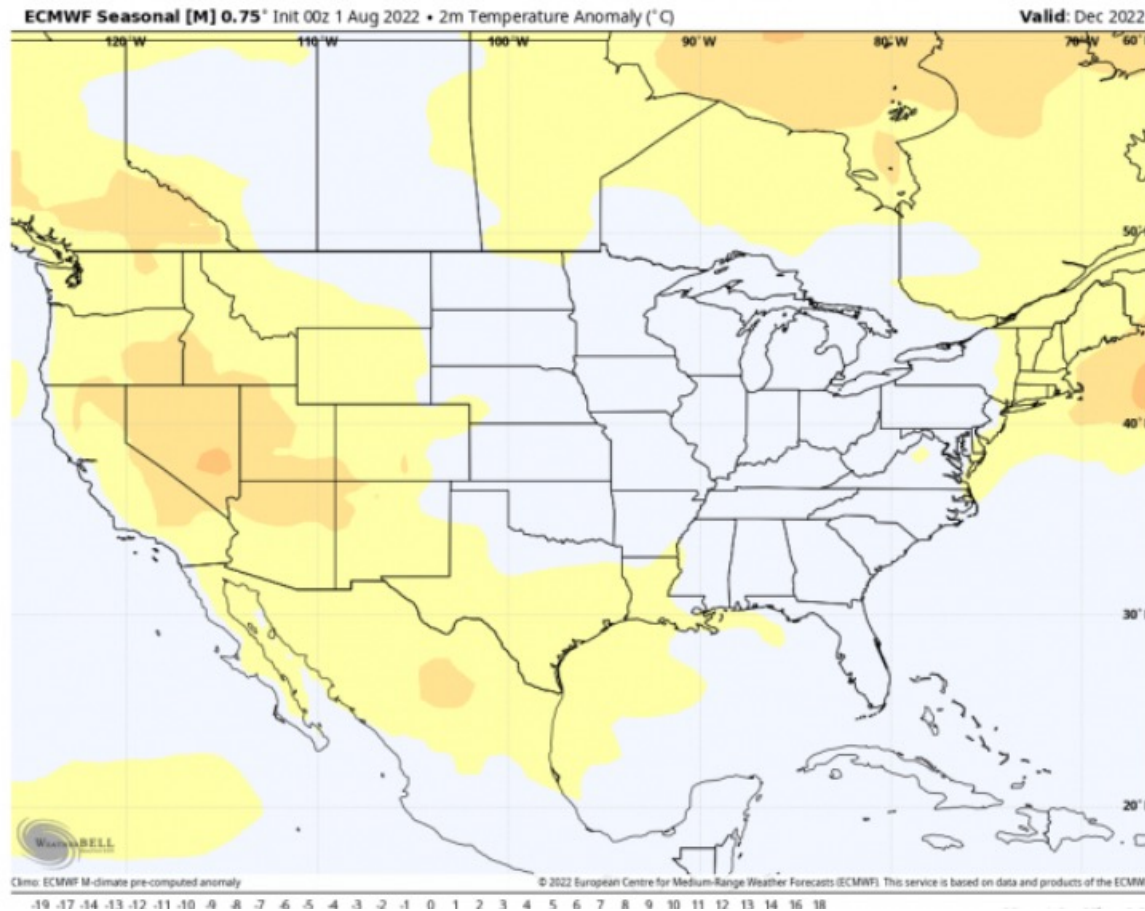 ECMWF Seasonal [M] 0.75° Init 00z 1 Aug 2022 • 2m Temperature Anomaly (°C) Valid: Dec 2022
120°W 110°W 100°W 90°W 80°W 70°W 60°
50°
40°
30°
20°
WeatherBELL
Climo: ECMWF M-climate pre-computed anomaly © 2022 European Centre for Medium-Range Weather Forecasts (ECMWF). This service is based on data and products of the ECMW
-19 -17 -14 -13 -12 -11 -10 -9 -8 -7 -6 -5 -4 -3 -2 -1 0 1 2 3 4 5 6 7 8 9 10 11 12 13 14 16 18